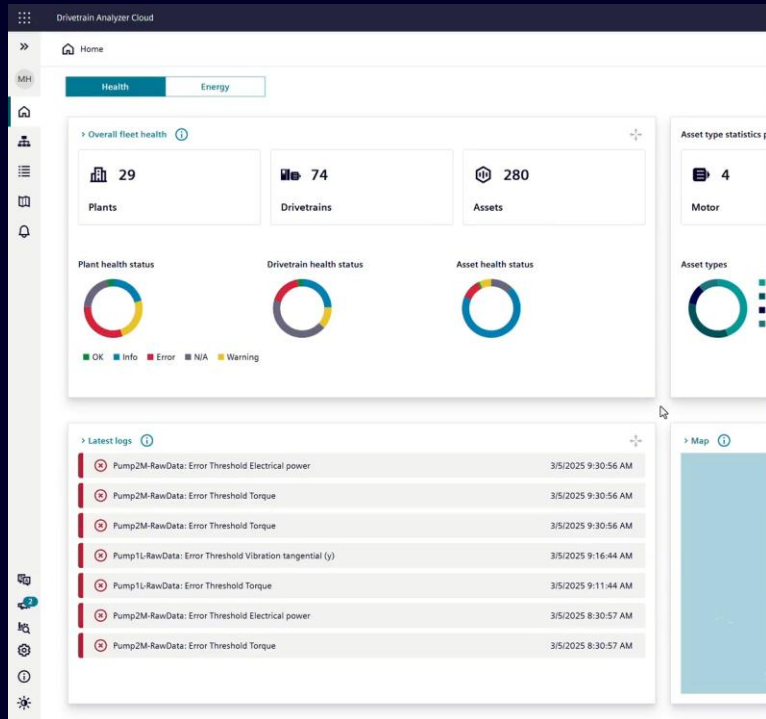 Drivetrain Analyzer Cloud
Home
MH
Health Energy
Overall fleet health
29
Plants
74
Drivetrains
280
Assets
Plant health status
Drivetrain health status
Asset health status
OK Info Error N/A Warning
Asset type statistics p
4
Motor
Asset types
Latest logs
Pump2M-RawData: Error Threshold Electrical power 3/5/2025 9:30:56 AM
Pump2M-RawData: Error Threshold Torque 3/5/2025 9:30:56 AM
Pump2M-RawData: Error Threshold Torque 3/5/2025 9:30:56 AM
Pump1L-RawData: Error Threshold Vibration tangential (y) 3/5/2025 9:16:44 AM
Pump1L-RawData: Error Threshold Torque 3/5/2025 9:11:44 AM
Pump2M-RawData: Error Threshold Electrical power 3/5/2025 8:30:57 AM
Pump2M-RawData: Error Threshold Torque 3/5/2025 8:30:57 AM
Map
2